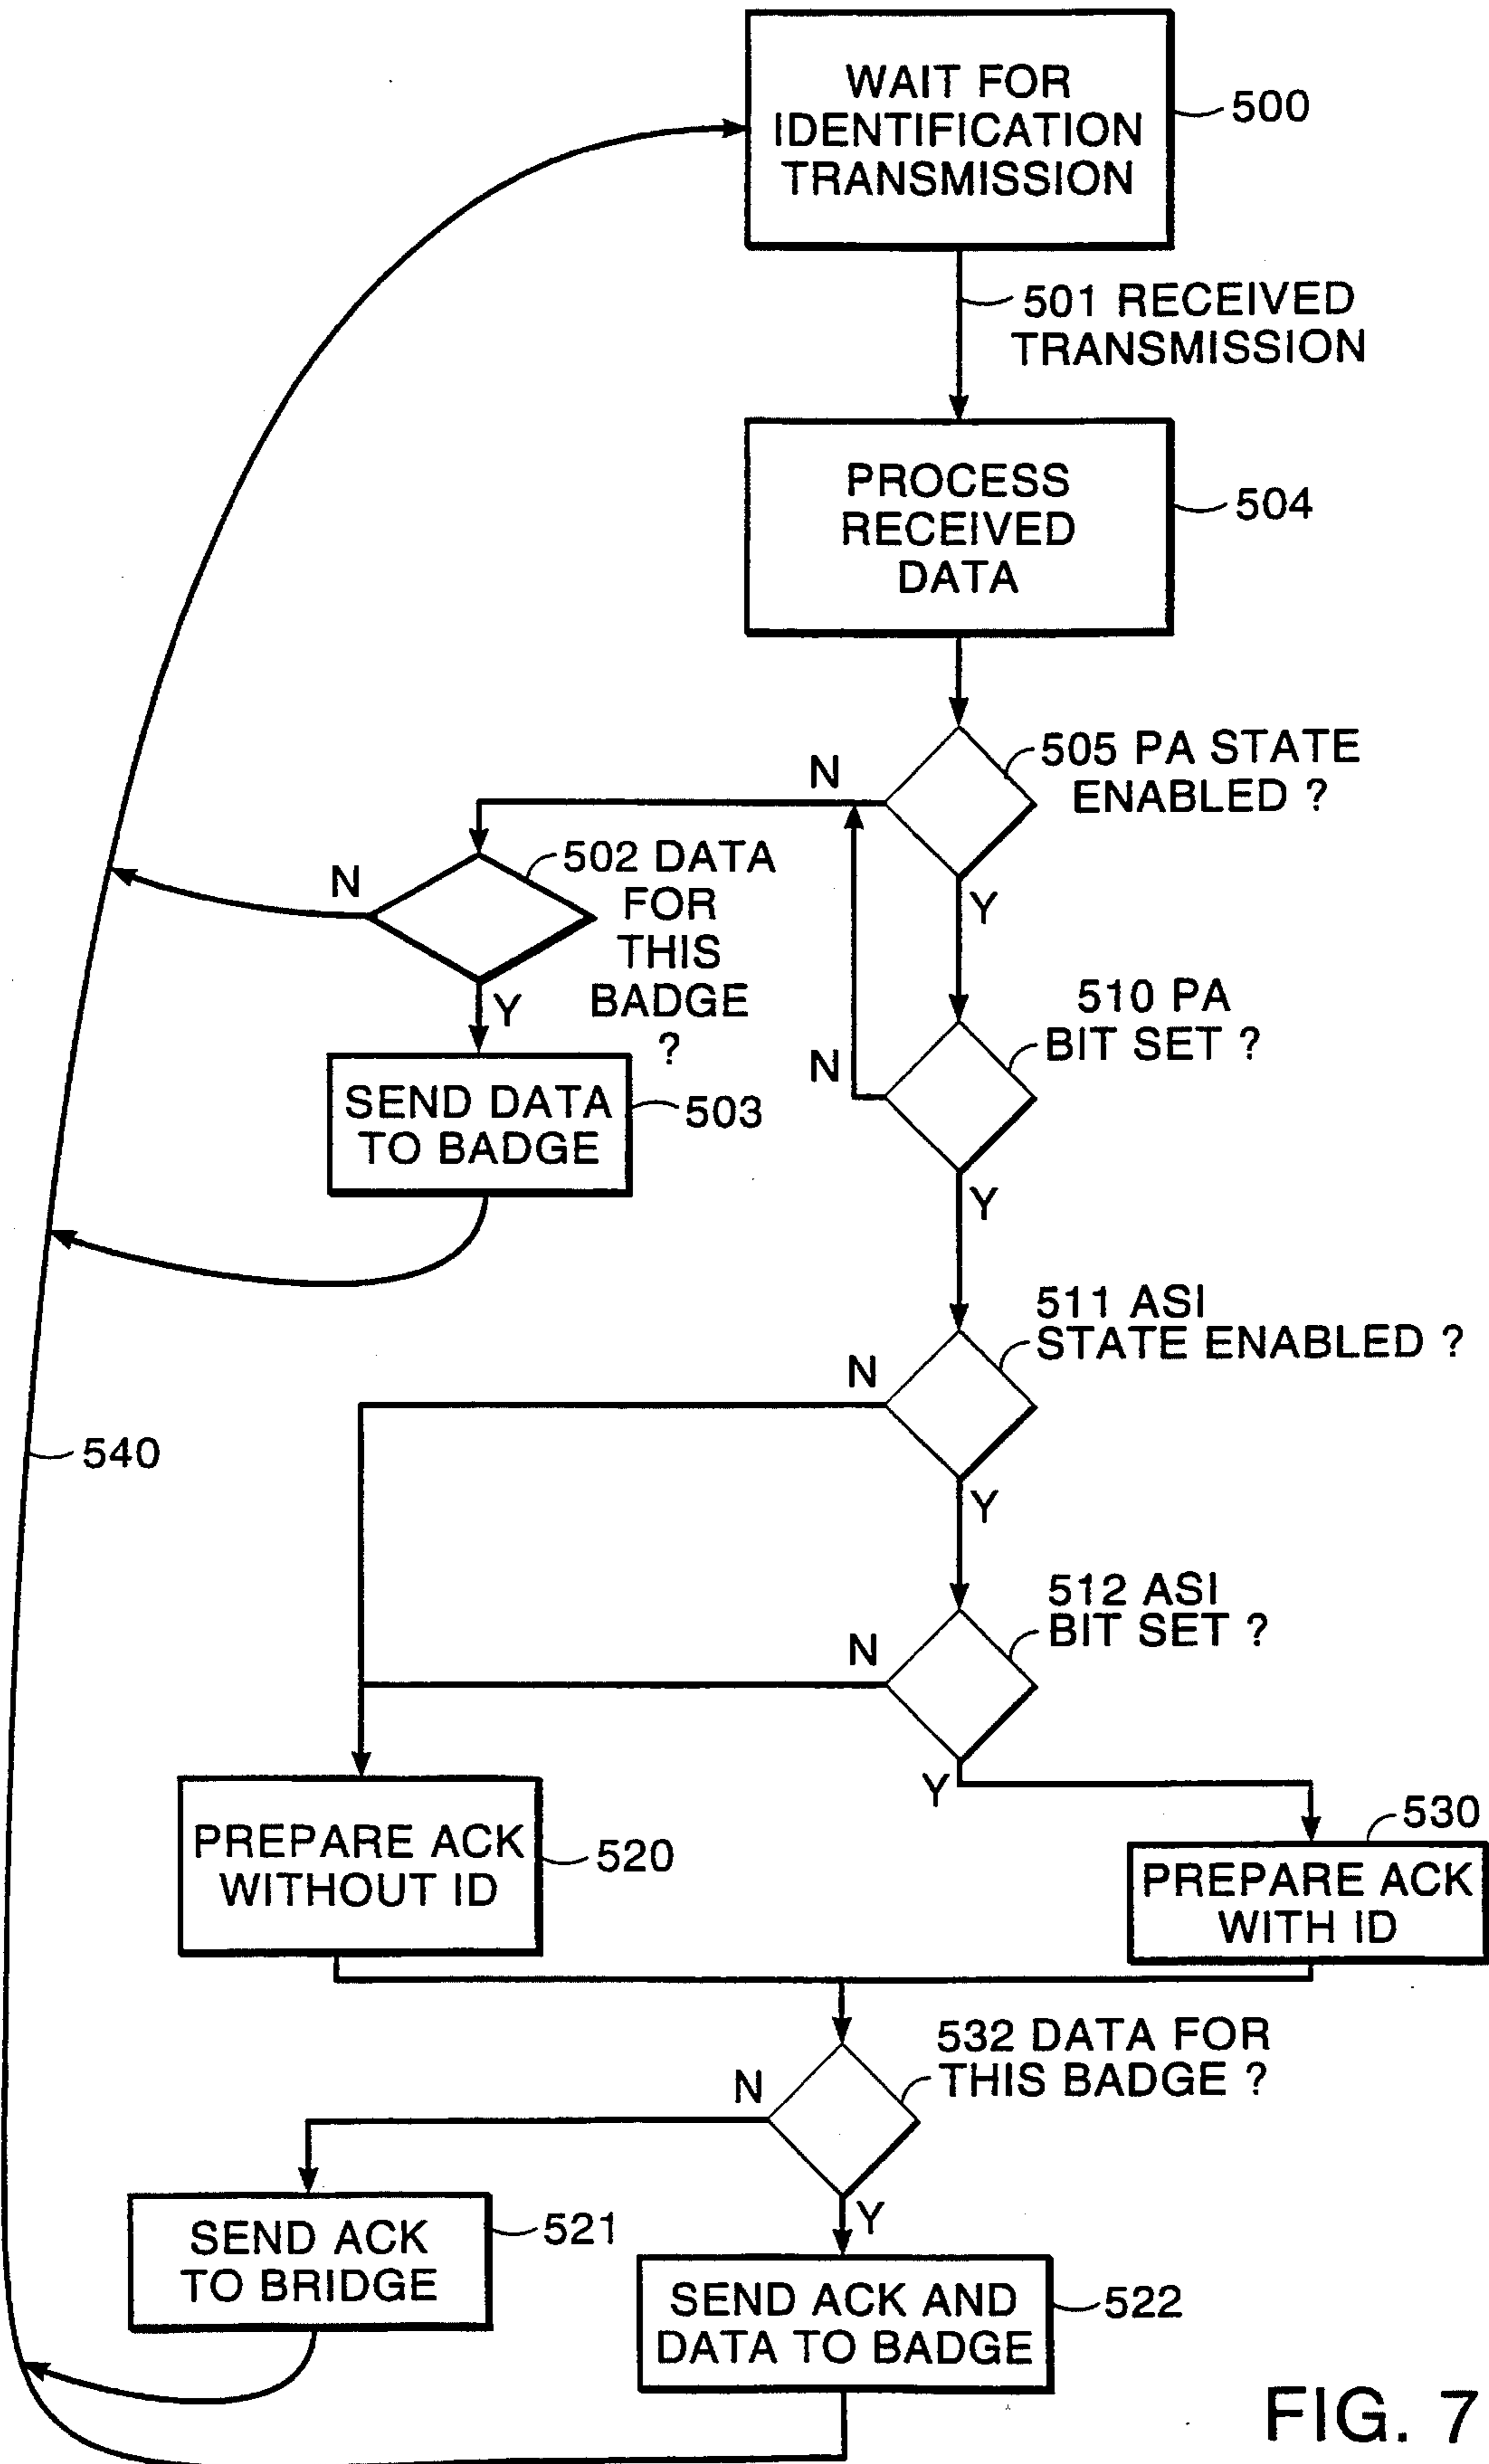 WAIT FOR
IDENTIFICATION
TRANSMISSION
500
501 RECEIVED
TRANSMISSION
PROCESS
RECEIVED
DATA
504
505 PA STATE
ENABLED ?
N
Y
502 DATA
FOR
THIS
BADGE
?
N
Y
SEND DATA
TO BADGE
503
510 PA
BIT SET ?
N
Y
511 ASI
STATE ENABLED ?
N
Y
540
512 ASI
BIT SET ?
N
Y
PREPARE ACK
WITHOUT ID
520
530
PREPARE ACK
WITH ID
532 DATA FOR
THIS BADGE ?
N
Y
SEND ACK
TO BRIDGE
521
SEND ACK AND
DATA TO BADGE
522
FIG. 7